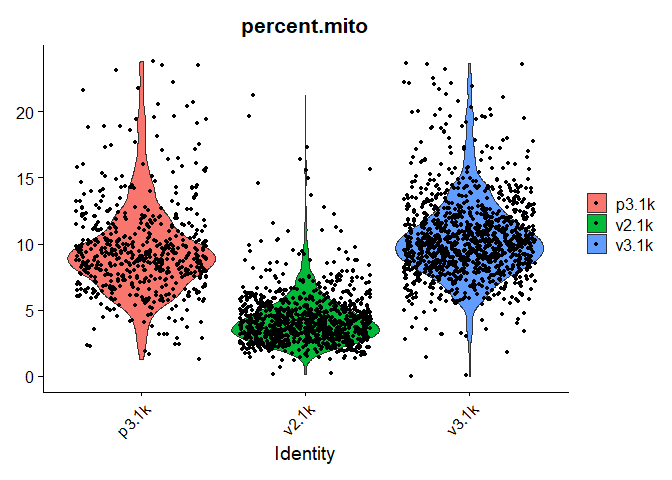 percent.mito
20
15
10
5
0
p3.1k
v2.1k
v3.1k
Identity
p3.1k
v2.1k
v3.1k